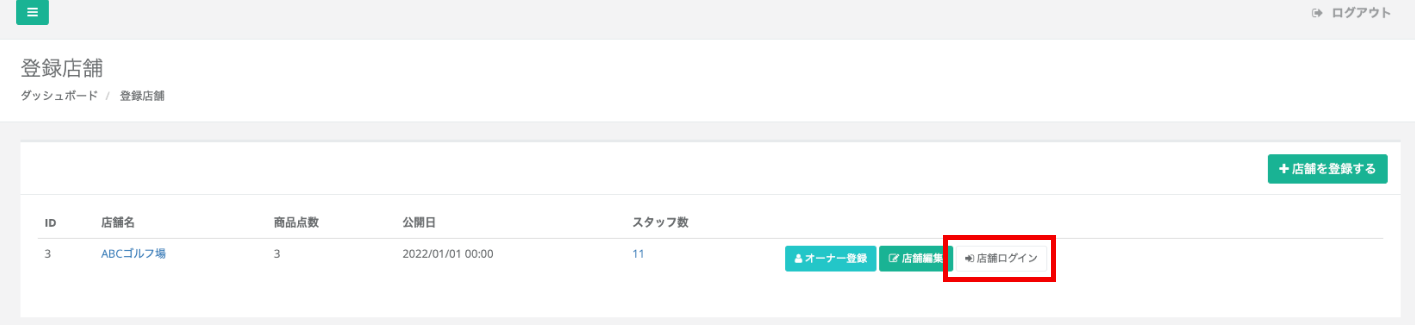 ログアウト
登録店舗
ダッシュボード / 登録店舗
+店舗を登録する
ID 店舗名 商品点数 公開日 スタッフ数
3 ABCゴルフ場 3 2022/01/01 00:00 11 オーナー登録 店舗編集 店舗ログイン